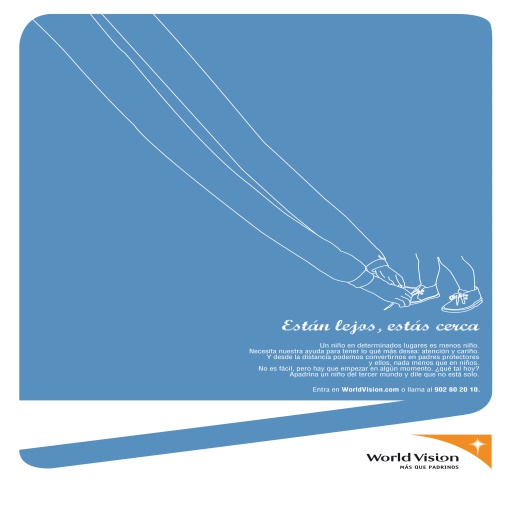 Están lejos, estás cerca
Un niño en determinados lugares es menos niño.
Necesita nuestra ayuda para tener lo qué más desea: atención y cariño.
Y desde la distancia podemos convertirnos en padres protectores
y ellos, nada menos que en niños.
No es fácil, pero hay que empezar en algún momento. ¿qué tal hoy?
Apadrina un niño del tercer mundo y dile que no está solo.
Entra en WorldVision.com o llama al 902 80 20 10.
World Vision
MÁS QUE PADRINOS